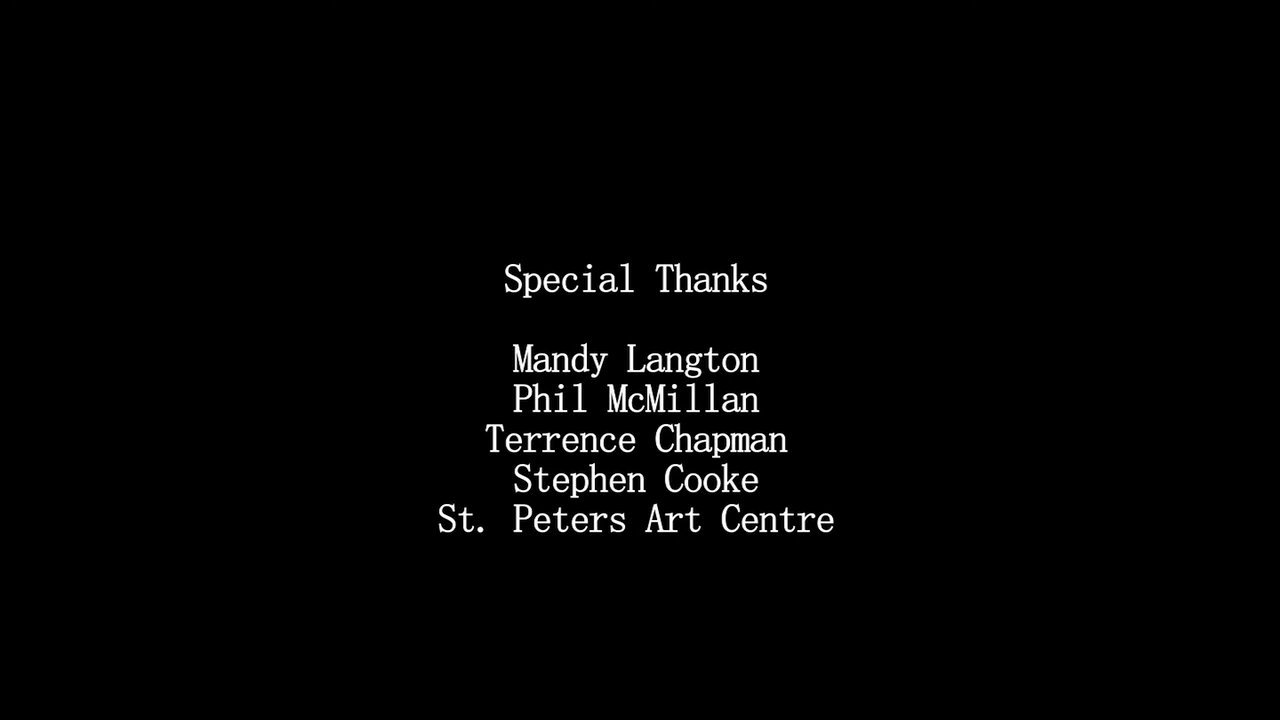 Special Thanks
Mandy Langton
Phil McMillan
Terrence Chapman
Stephen Cooke
St. Peters Art Centre